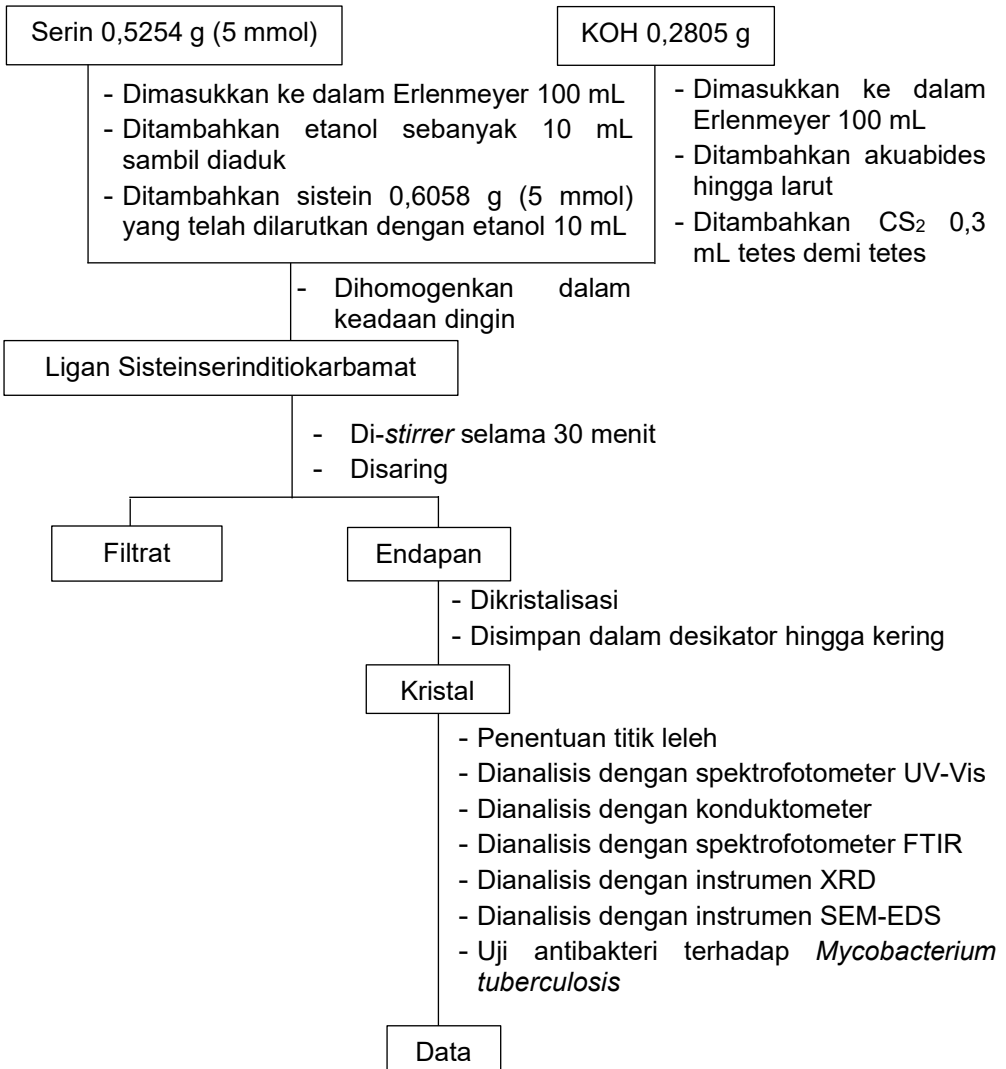 Serin 0,5254 g (5 mmol)
KOH 0,2805 g
- Dimasukkan ke dalam Erlenmeyer 100 mL
- Ditambahkan etanol sebanyak 10 mL
sambil diaduk
- Ditambahkan sistein 0,6058 g (5 mmol)
yang telah dilarutkan dengan etanol 10 mL
- Dimasukkan ke dalam
Erlenmeyer 100 mL
- Ditambahkan akuabides
hingga larut
- Ditambahkan CS₂ 0,3
mL tetes demi tetes
- Dihomogenkan dalam
keadaan dingin
Ligan Sisteinserinditiokarbamat
- Di-stirrer selama 30 menit
- Disaring
Filtrat
Endapan
- Dikristalisasi
- Disimpan dalam desikator hingga kering
Kristal
- Penentuan titik leleh
- Dianalisis dengan spektrofotometer UV-Vis
- Dianalisis dengan konduktometer
- Dianalisis dengan spektrofotometer FTIR
- Dianalisis dengan instrumen XRD
- Dianalisis dengan instrumen SEM-EDS
- Uji antibakteri terhadap Mycobacterium
tuberculosis
Data